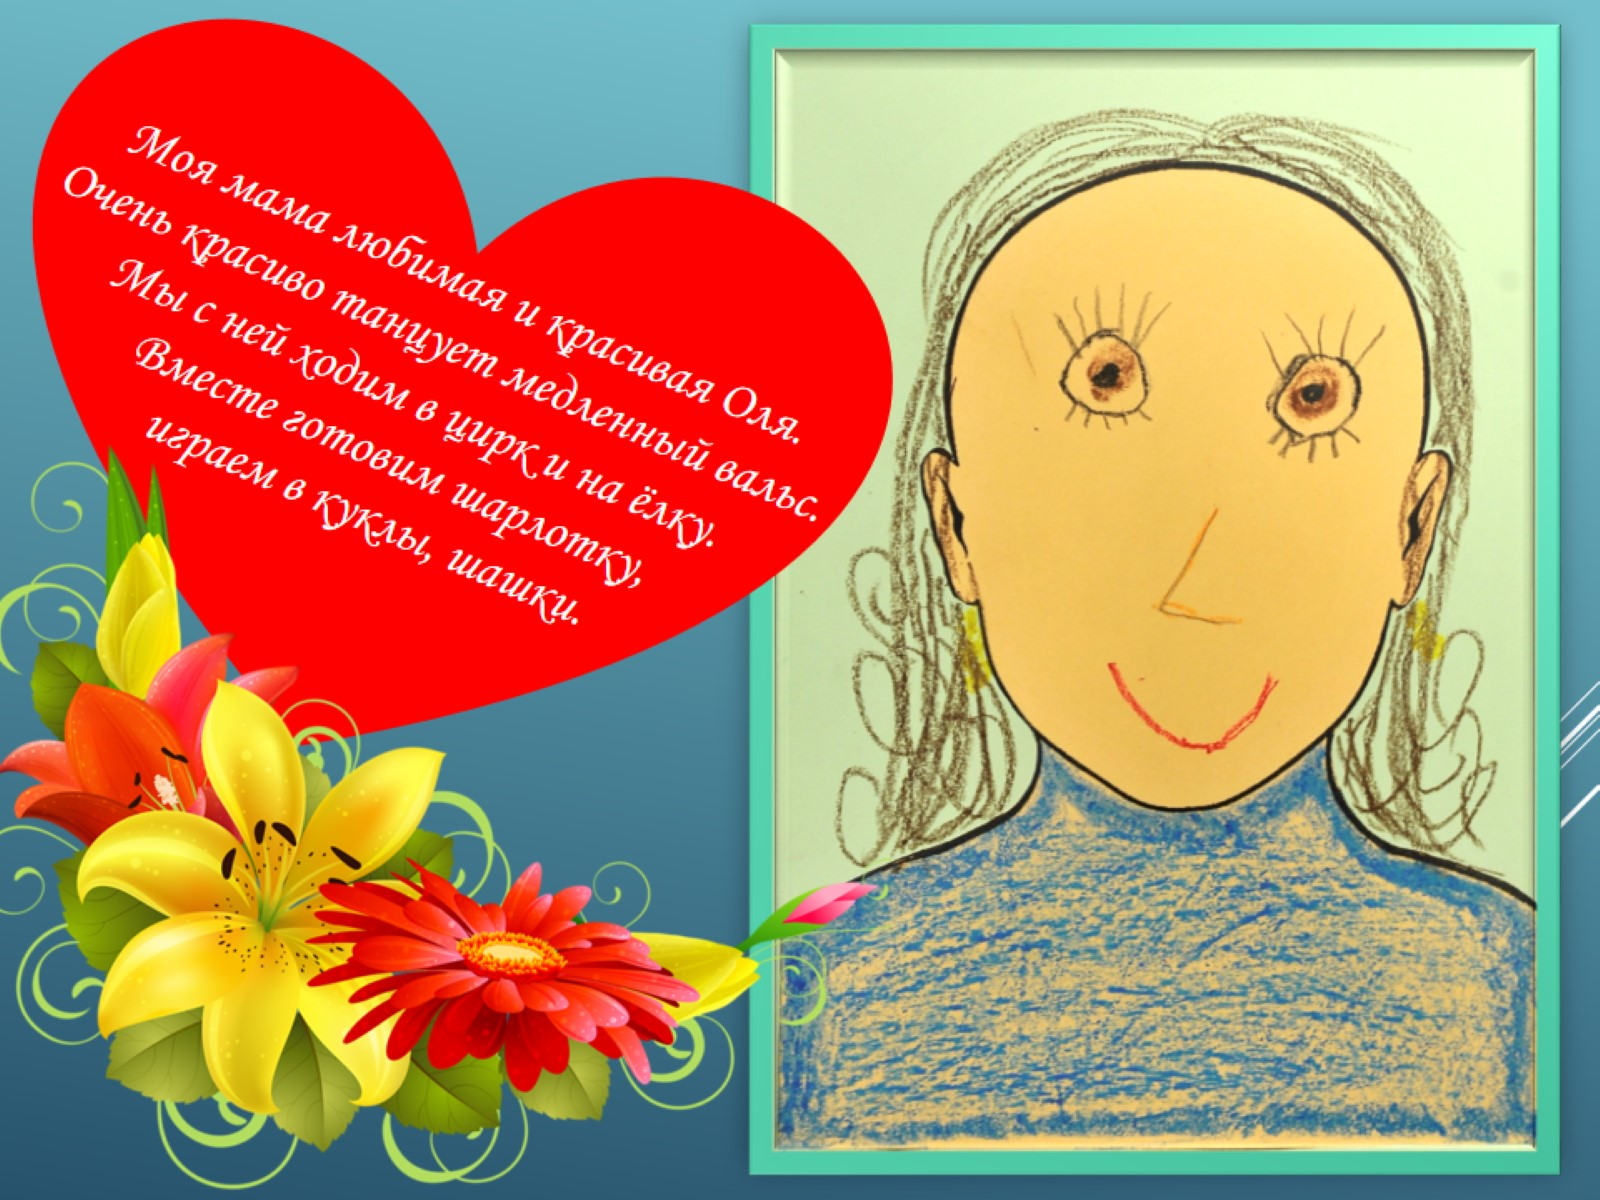 Моя мама любимая и красивая Оля.
Очень красиво танцует медленный вальс.
Мы с ней ходим в цирк и на ёлку.
Вместе готовим шарлотку,
играем в куклы, шашки.